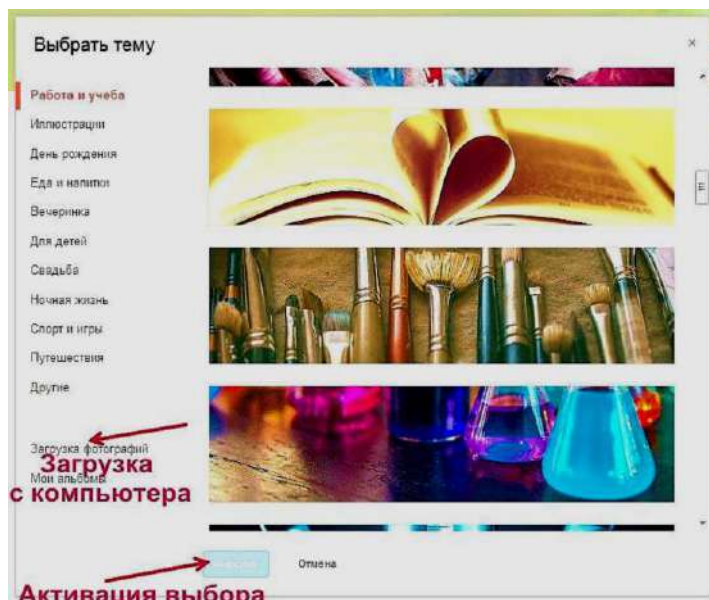 Выбрать тему
×
Работа и учеба
Иллюстрации
День рождения
Еда и напитки
Вечеринка
Для детей
Свадьба
Ночная жизнь
Спорт и игры
Путешествия
Другие
Загрузка фотографий
Загрузка
Мои альбомы
с компьютера
Отмена
Активация выбора